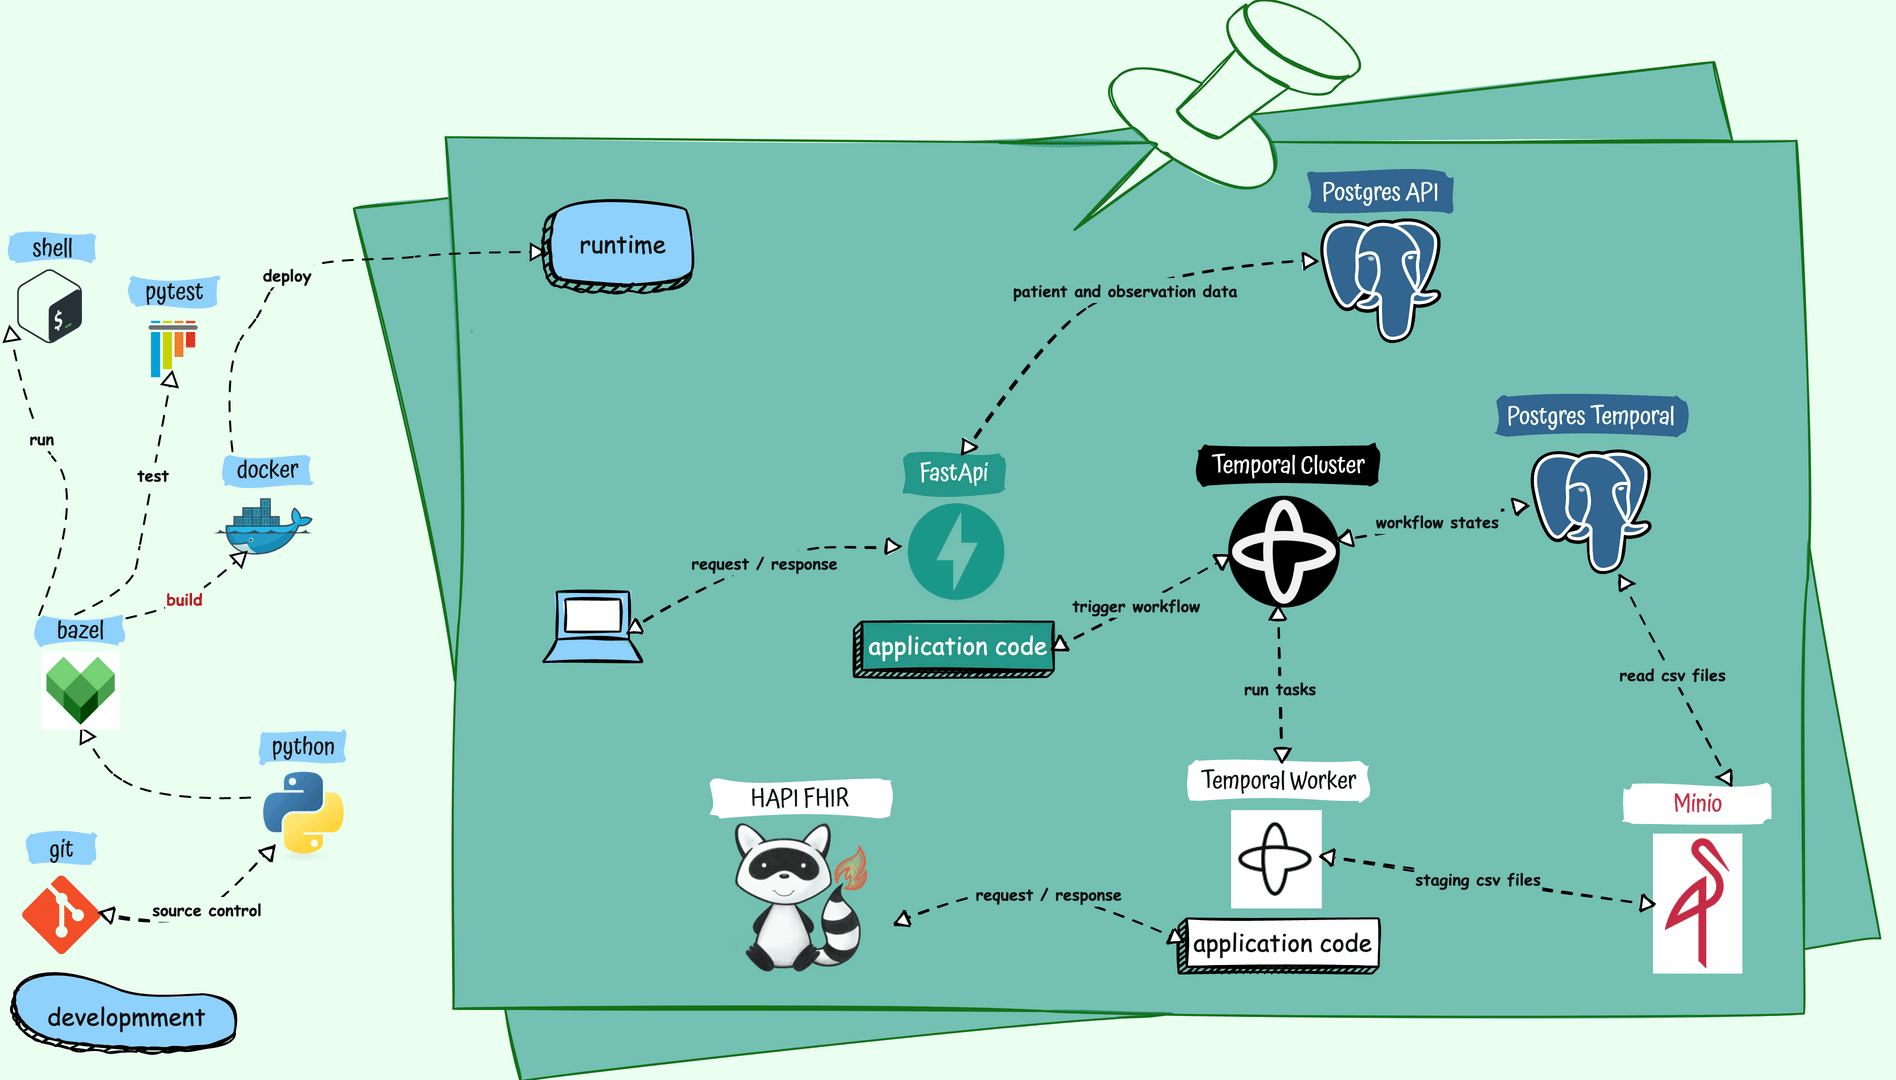 shell
$
pytest
run
test
deploy
docker
build
bazel
python
git
source control
developmment
runtime
Postgres API
patient and observation data
FastApi
application code
request / response
trigger workflow
Temporal Cluster
workflow states
Postgres Temporal
run tasks
read csv files
Temporal Worker
Minio
staging csv files
HAPI FHIR
request / response
application code